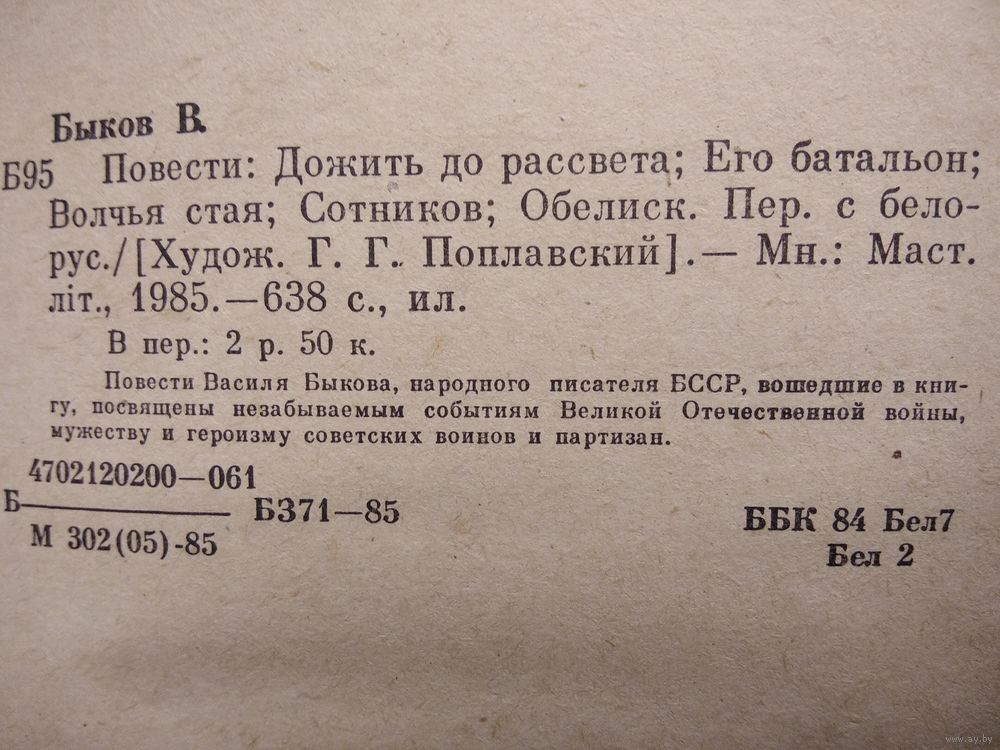 Быков В.
Б95 Повести: Дожить до рассвета; Его батальон;
Волчья стая; Сотников; Обелиск. Пер. с бело-
рус./[Худож. Г. Г. Поплавский].— Мн.: Маст.
літ., 1985.—638 с., ил.
В пер.: 2 р. 50 к.
Повести Василя Быкова, народного писателя БССР, вошедшие в кни-
гу, посвящены незабываемым событиям Великой Отечественной войны,
мужеству и героизму советских воинов и партизан.
4702120200—061
Б———— БЗ71—85
М 302(05)-85
ББК 84 Бел7
Бел 2
www.ay.by